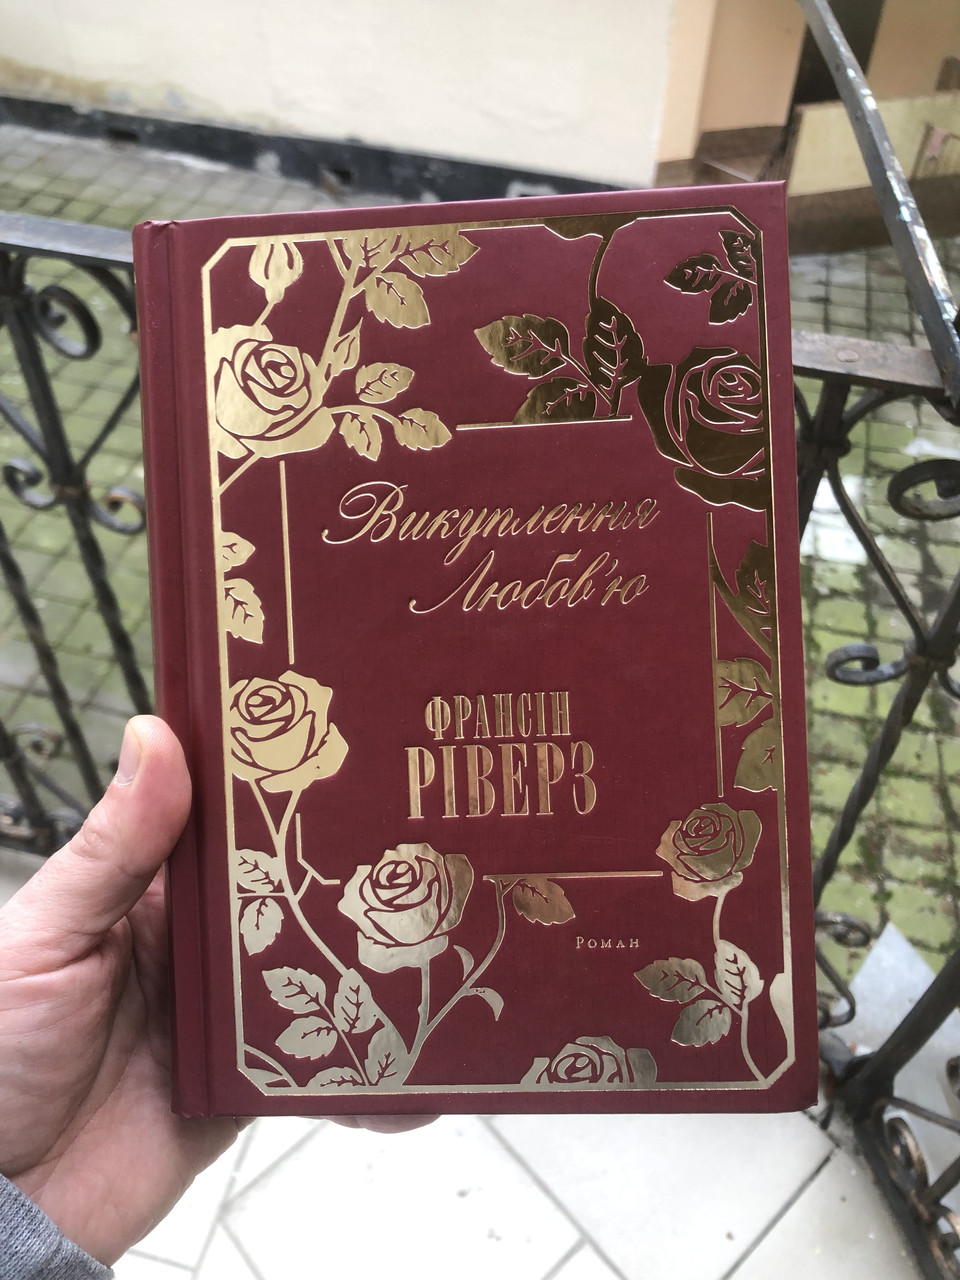 Викуплення
Любов'ю
ФРАНСІН
РІВЕРЗ
Роман